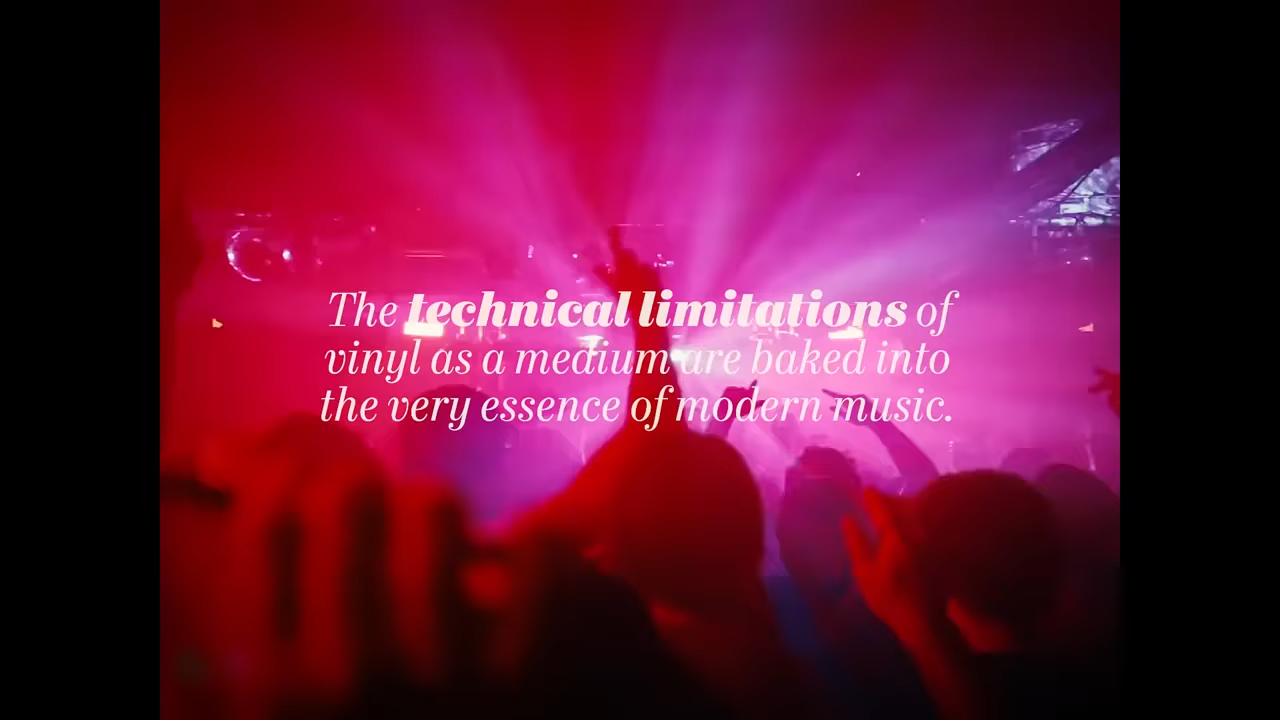 The technical limitations of
vinyl as a medium are baked into
the very essence of modern music.